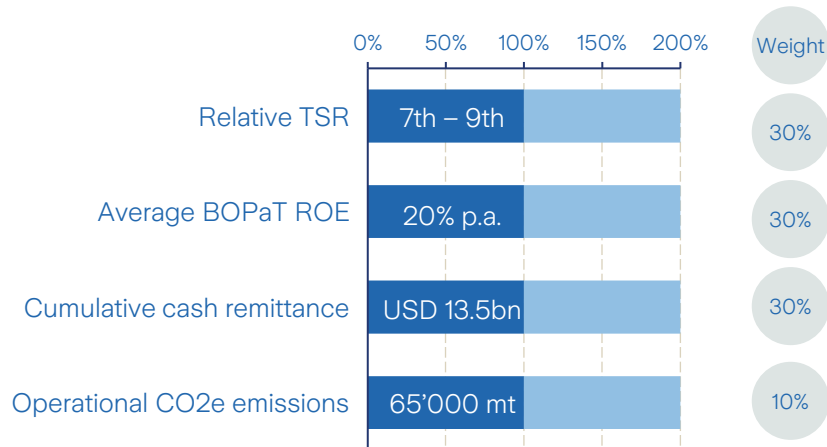 0% 50% 100% 150% 200% Weight
Relative TSR 7th – 9th 30%
Average BOPaT ROE 20% p.a. 30%
Cumulative cash remittance USD 13.5bn 30%
Operational CO2e emissions 65’000 mt 10%